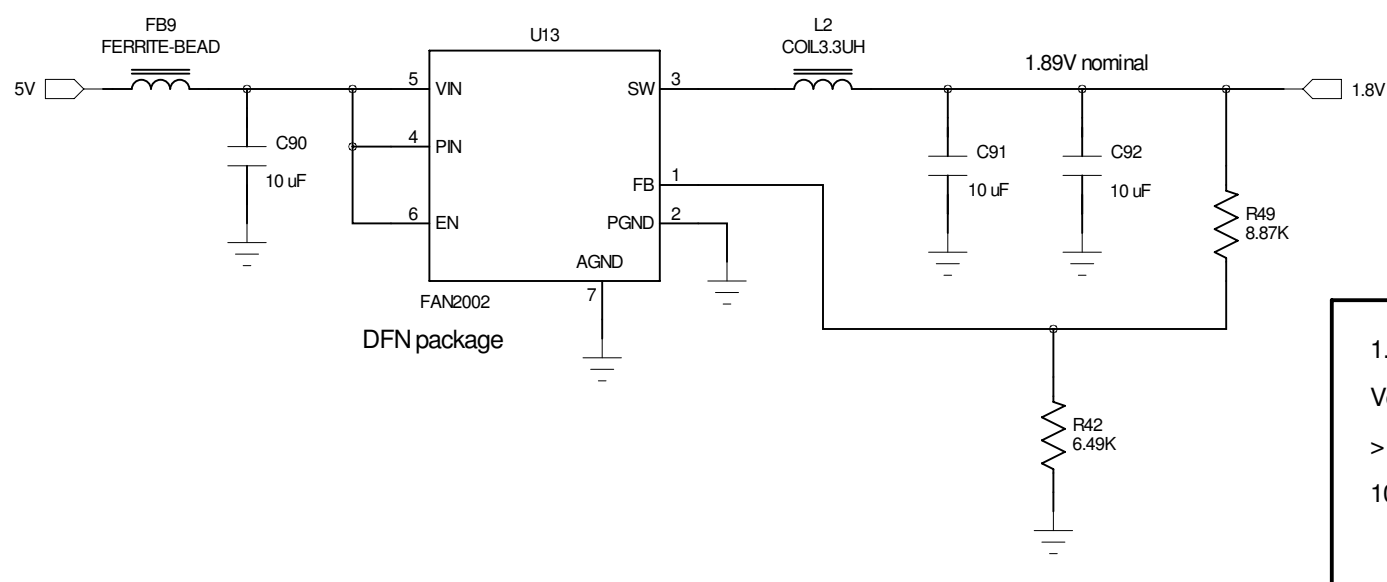 FB9
FERRITE-BEAD
U13
L2
COIL3.3UH
1.89V nominal
5V
5
VIN
SW
3
1.8V
4
PIN
C90
10 uF
C91
10 uF
C92
10 uF
FB
1
R49
8.87K
6
EN
PGND
2
AGND
7
FAN2002
DFN package
R42
6.49K
1.
>
10